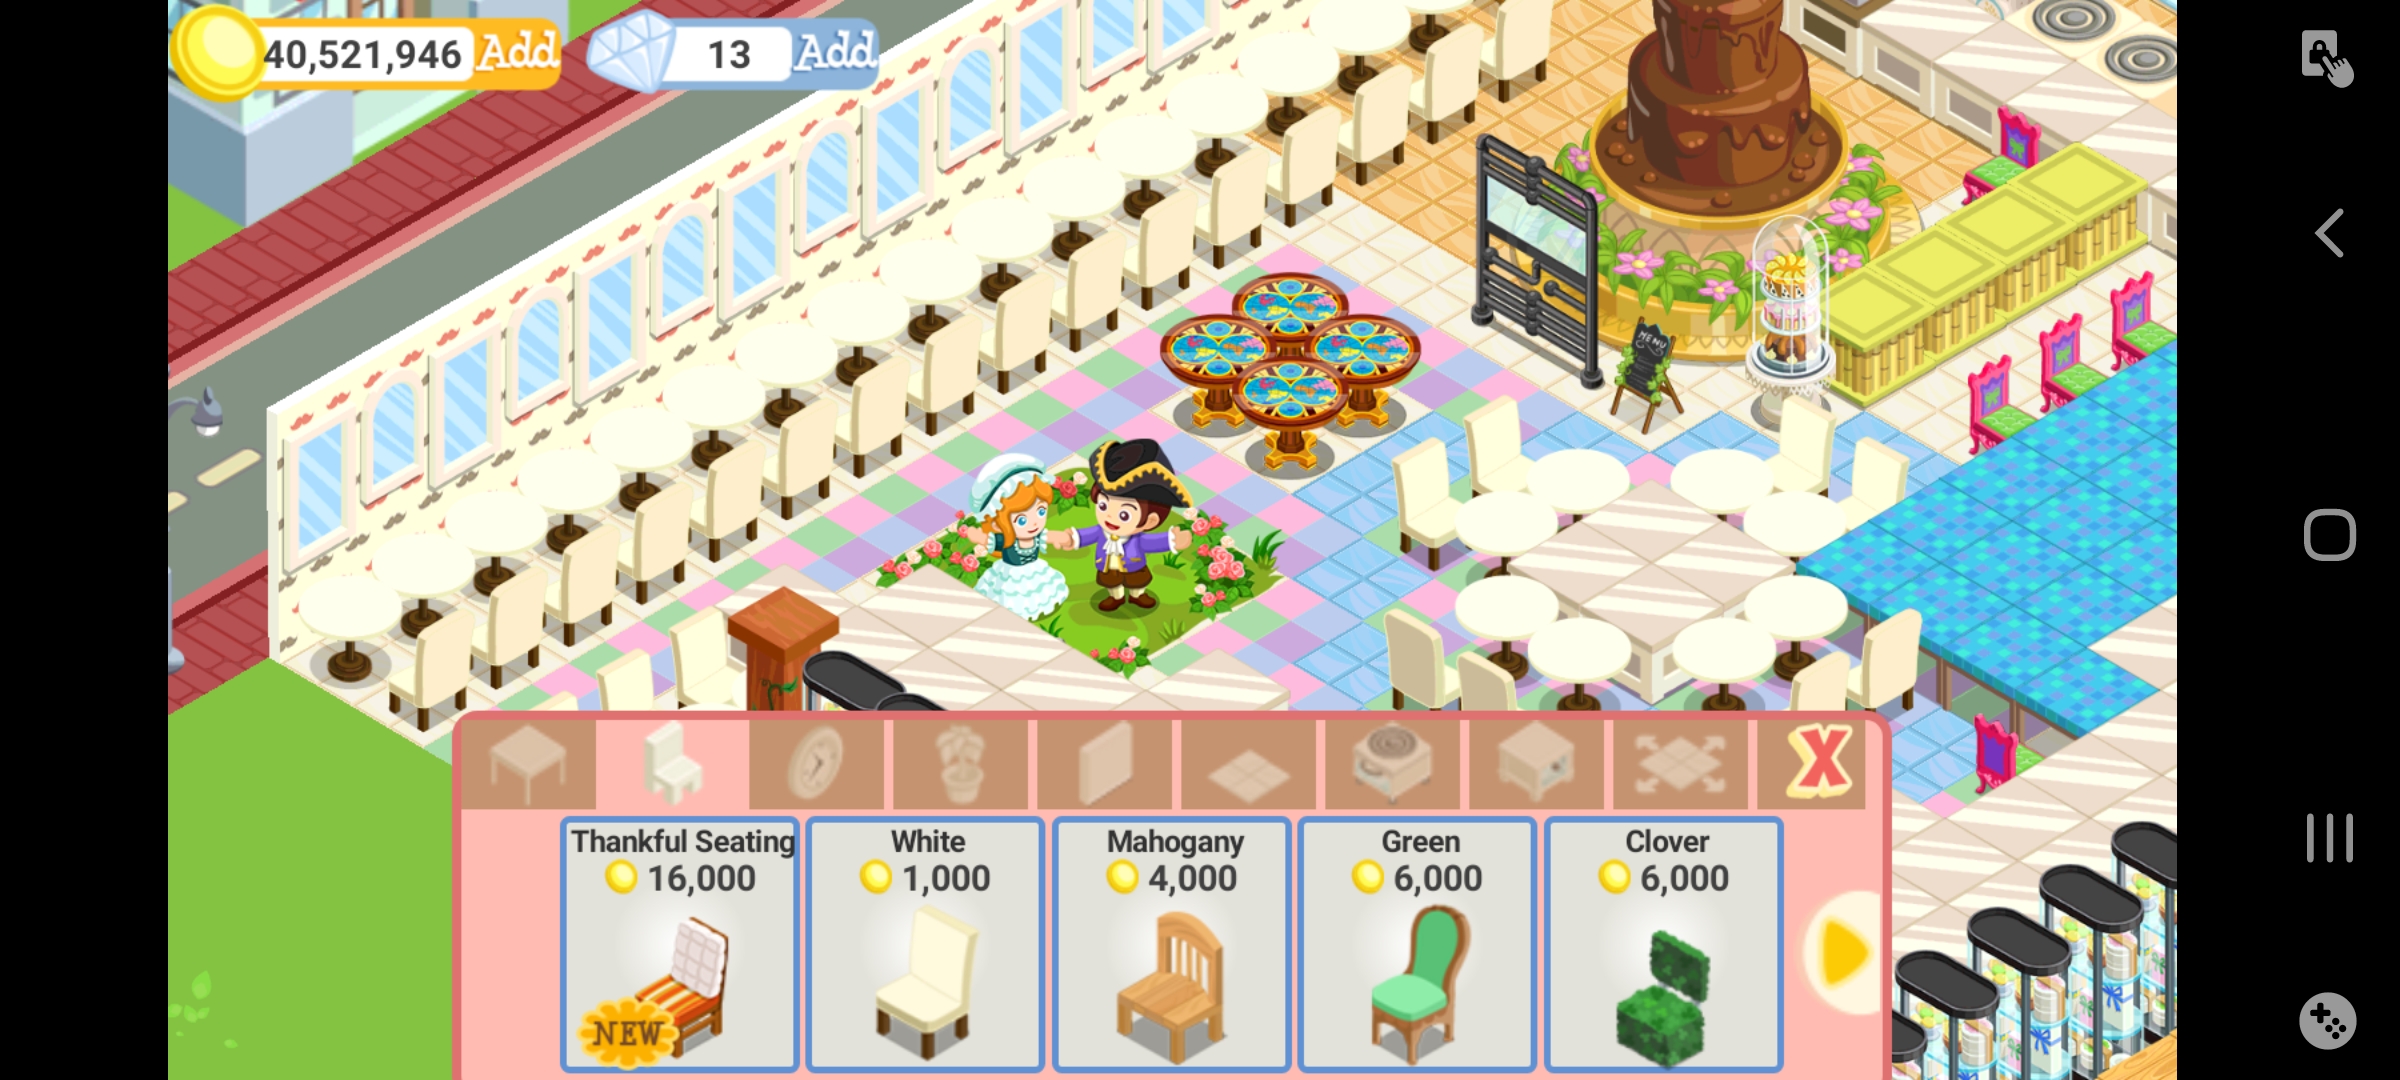 40,521,946 Add 13 Add
MENU
Thankful Seating White Mahogany Green Clover
16,000 1,000 4,000 6,000 6,000
NEW
X